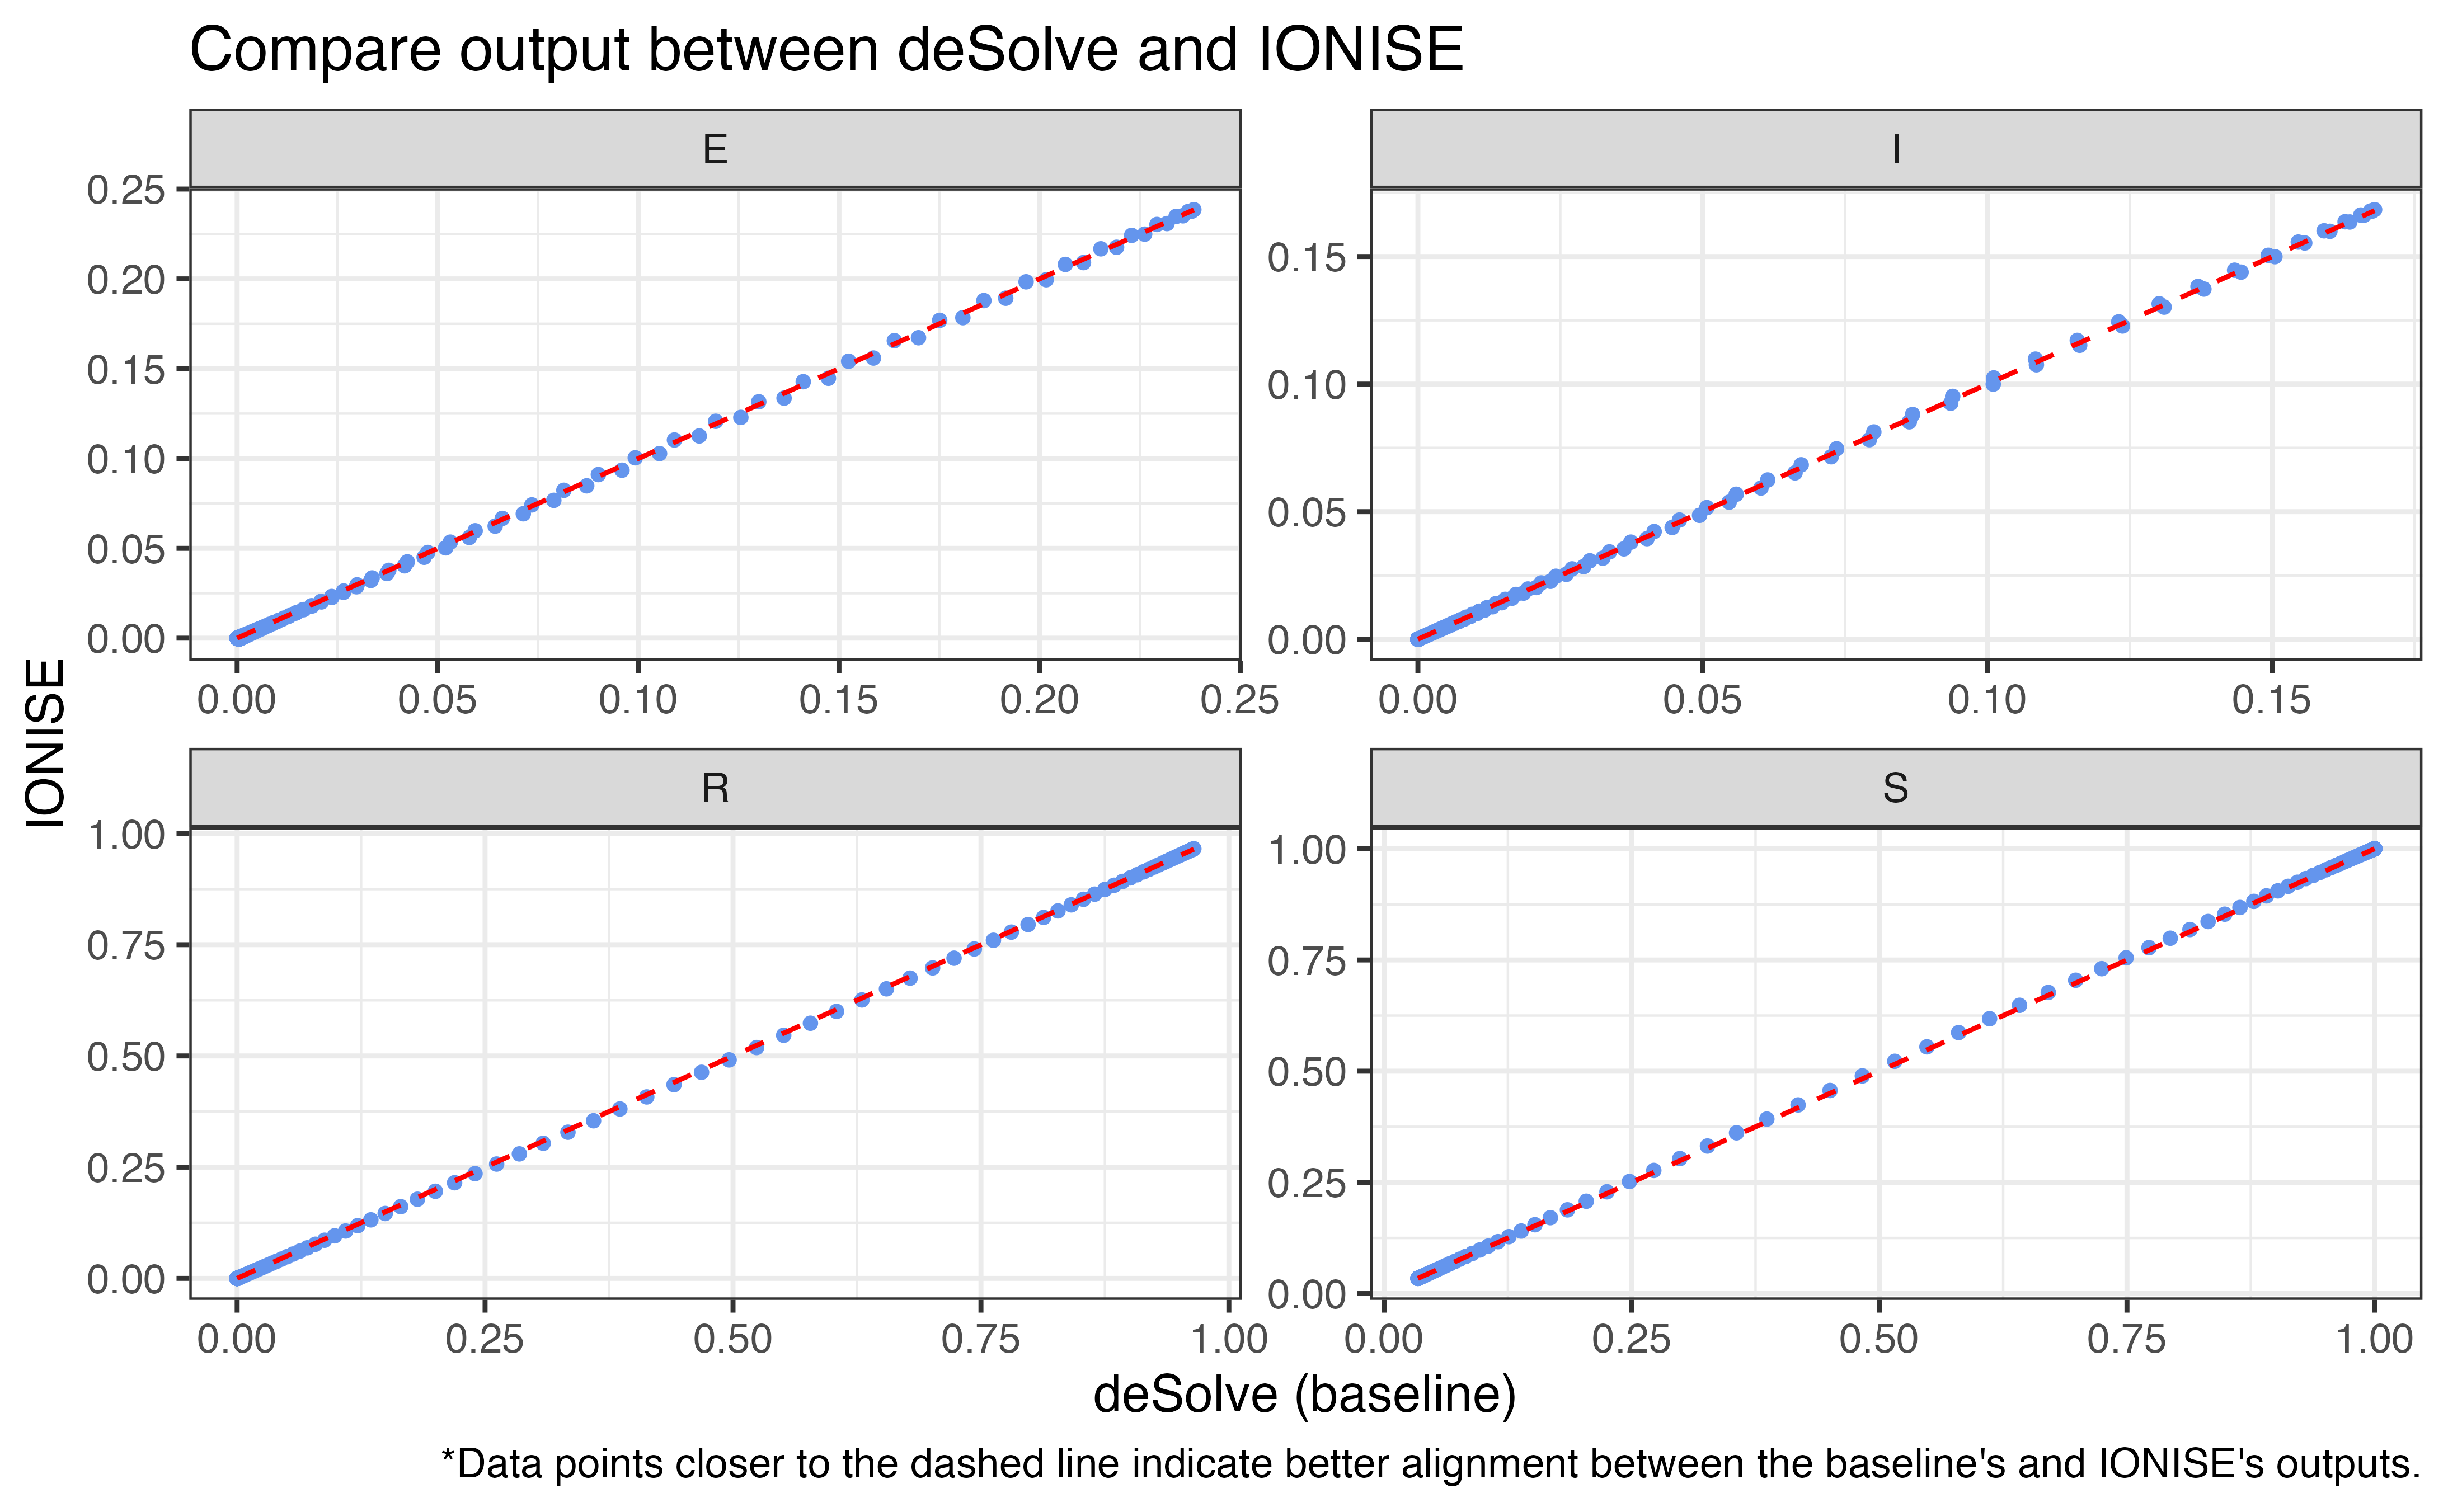 Compare output between deSolve and IONISE
E
I
0.25
0.20
0.15
0.10
0.05
0.00
0.15
0.10
0.05
0.00
0.00 0.05 0.10 0.15 0.20 0.25
0.00 0.05 0.10 0.15
IONISE
R
S
1.00
0.75
0.50
0.25
0.00
1.00
0.75
0.50
0.25
0.00
0.00 0.25 0.50 0.75 1.00
0.00 0.25 0.50 0.75 1.00
deSolve (baseline)
*Data points closer to the dashed line indicate better alignment between the baseline's and IONISE's outputs.